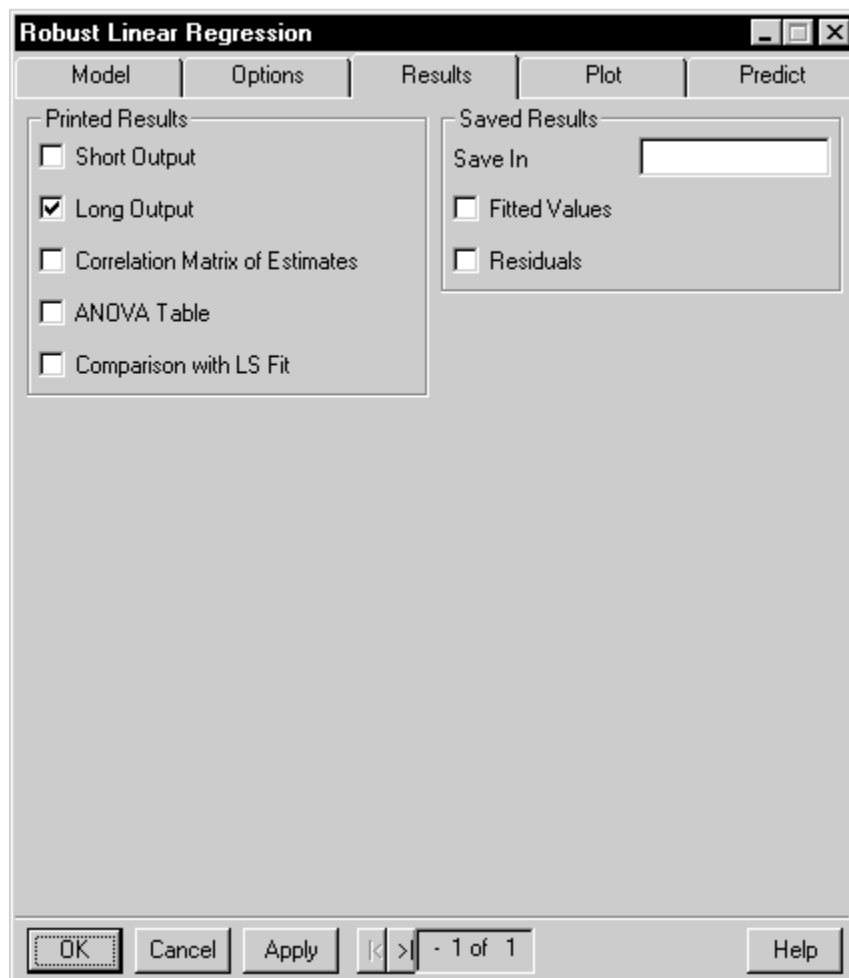 Robust Linear Regression
Model Options Results Plot Predict
Printed Results
Short Output
Long Output
Correlation Matrix of Estimates
ANOVA Table
Comparison with LS Fit
Saved Results
Save In
Fitted Values
Residuals
OK Cancel Apply |< >| - 1 of 1 Help